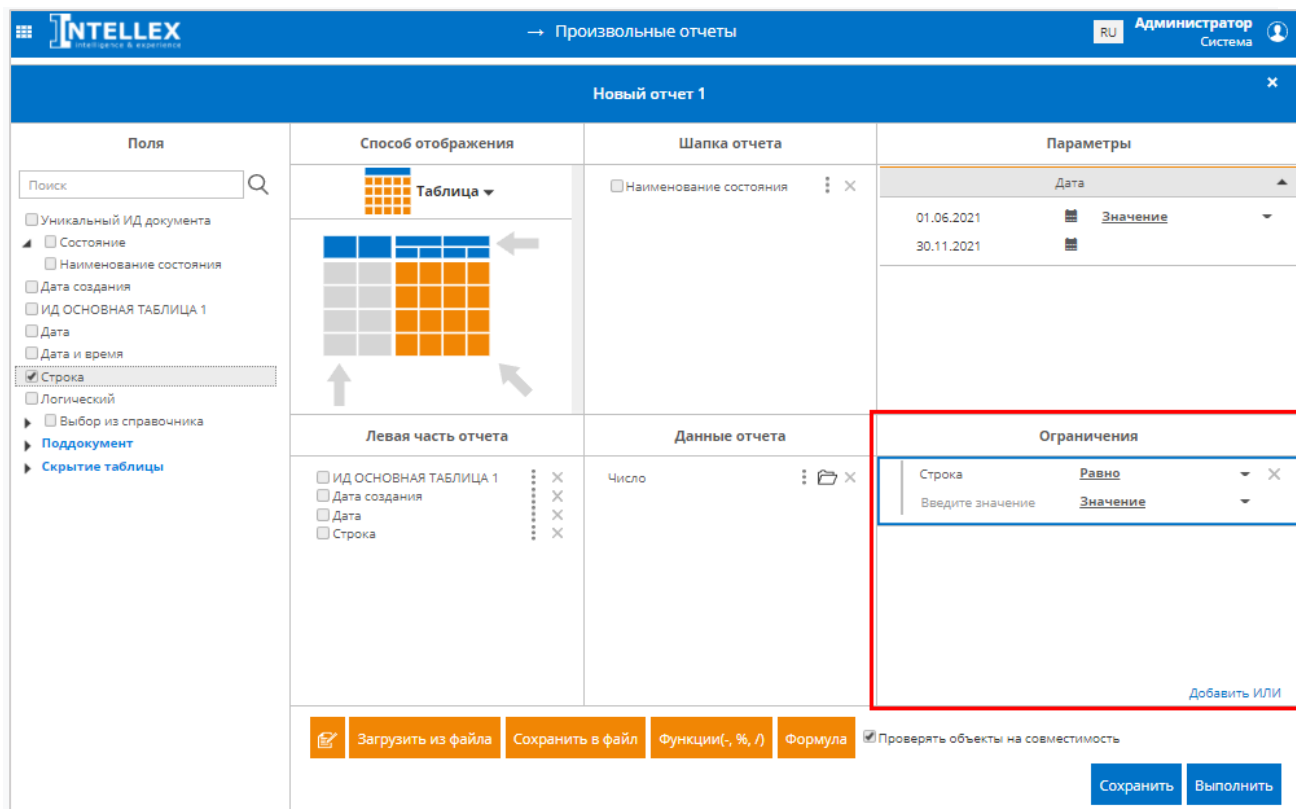 INTELLEX
intelligence & experience
→ Произвольные отчеты
RU
Администратор
Система
Новый отчет 1
Поля
Поиск
Уникальный ИД документа
Состояние
Наименование состояния
Дата создания
ИД ОСНОВНАЯ ТАБЛИЦА 1
Дата
Дата и время
Строка
Логический
Выбор из справочника
Поддокумент
Скрытие таблицы
Способ отображения
Таблица
Шапка отчета
Наименование состояния
Параметры
Дата
01.06.2021 Значение
30.11.2021
Левая часть отчета
ИД ОСНОВНАЯ ТАБЛИЦА 1
Дата создания
Дата
Строка
Данные отчета
Число
Ограничения
Строка Равно
Введите значение Значение
Добавить ИЛИ
Загрузить из файла Сохранить в файл Функции(-, %, /) Формула Проверять объекты на совместимость
Сохранить Выполнить